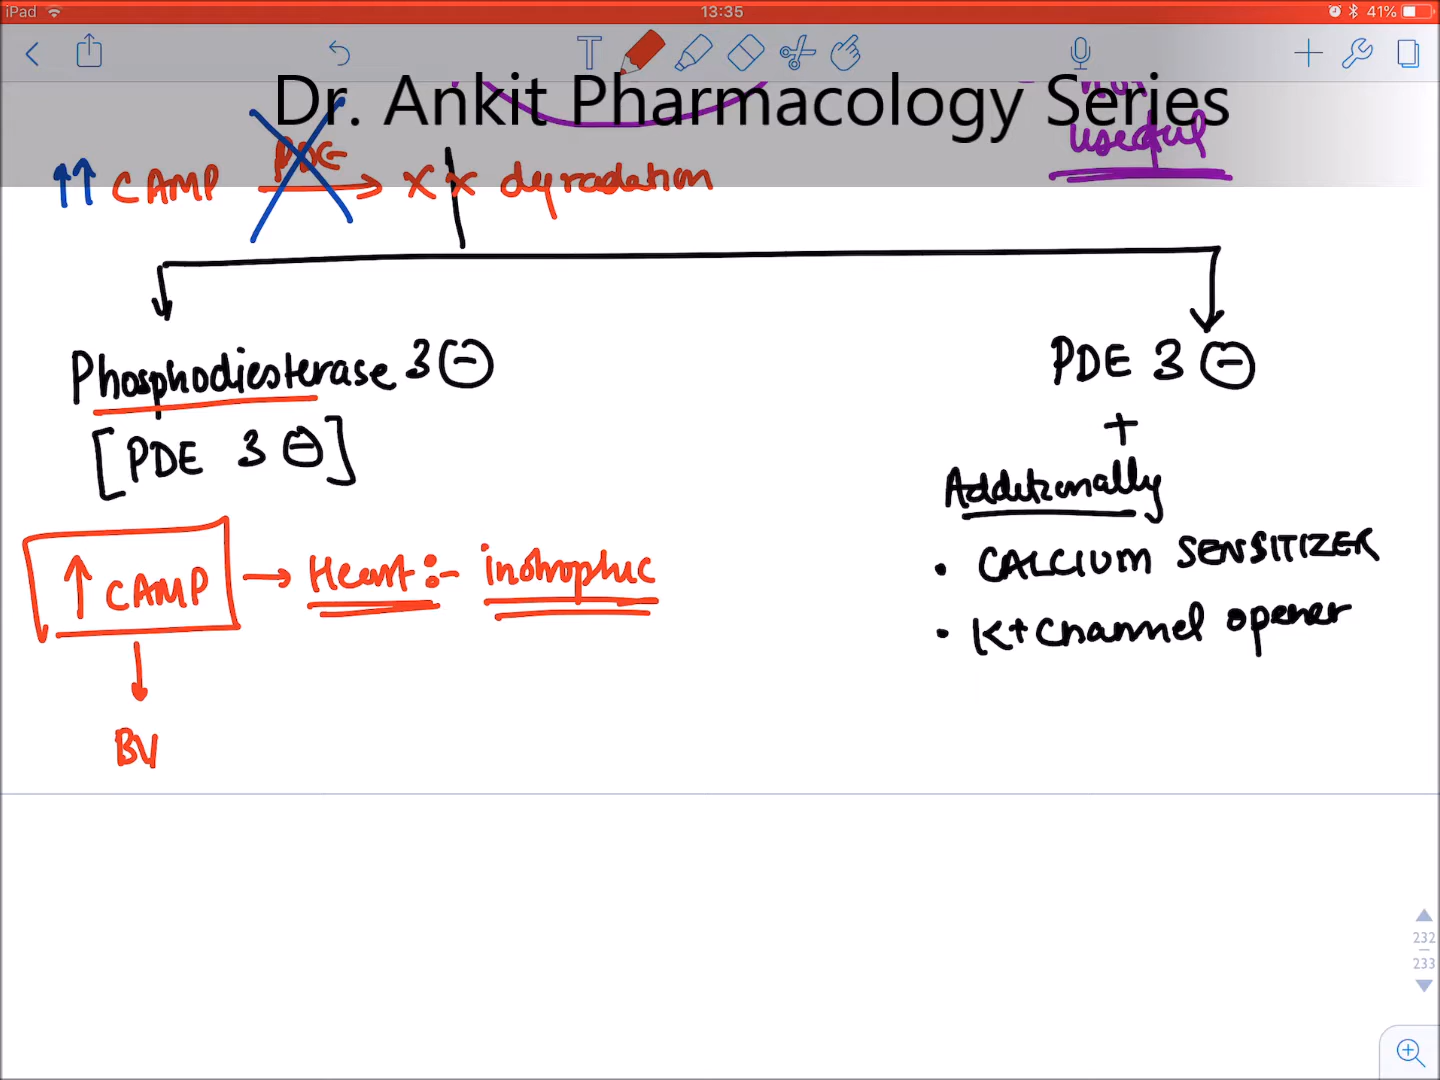 iPad 13:35 41%
T
Dr. Ankit Pharmacology Series
useful
↑↑ CAMP PDE → x x degradation
Phosphodiesterase 3 ⊖ PDE 3 ⊖
[PDE 3 ⊖] +
Additionally
↑ CAMP → Heart:- inotrophic • CALCIUM SENSITIZER
• K+ channel opener
BV
232
233